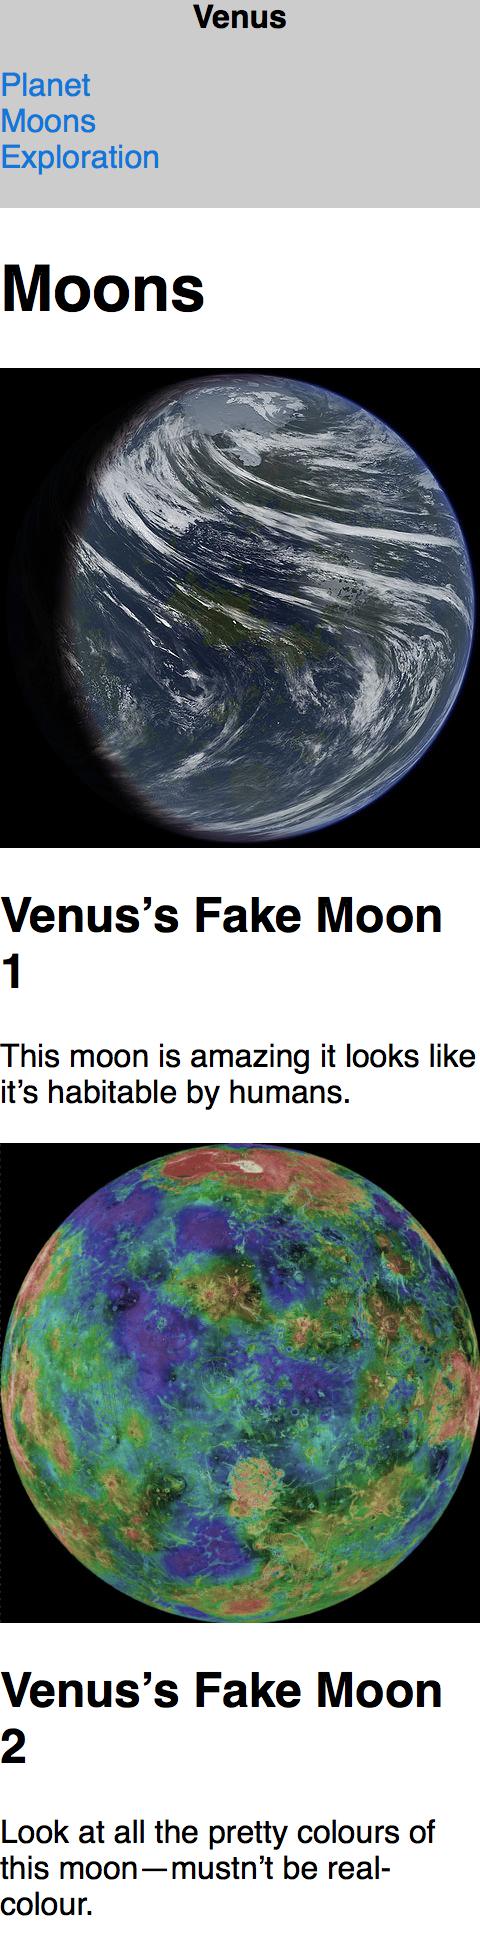 Venus
Planet
Moons
Exploration
Moons
Venus’s Fake Moon
1
This moon is amazing it looks like
it’s habitable by humans.
Venus’s Fake Moon
2
Look at all the pretty colours of
this moon—mustn’t be real-
colour.